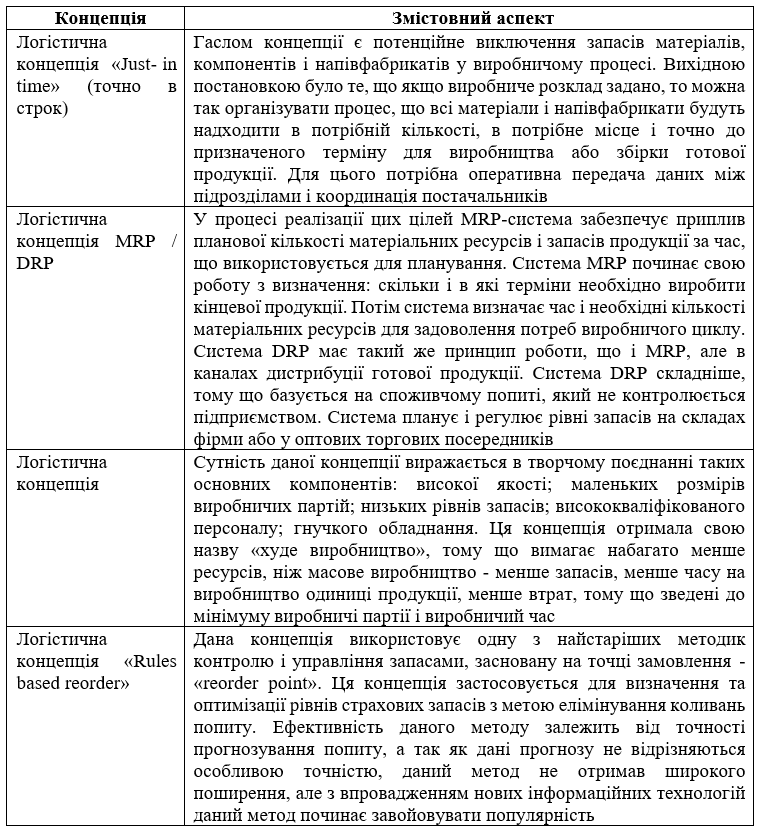 Концепція
Змістовний аспект
Логістична
концепція «Just- in
time» (точно в
строк)
Гаслом концепції є потенційне виключення запасів матеріалів,
компонентів і напівфабрикатів у виробничому процесі. Вихідною
постановкою було те, що якщо виробниче розклад задано, то можна
так організувати процес, що всі матеріали і напівфабрикати будуть
надходити в потрібній кількості, в потрібне місце і точно до
призначеного терміну для виробництва або збірки готової
продукції. Для цього потрібна оперативна передача даних між
підрозділами і координація постачальників
Логістична
концепція MRP /
DRP
У процесі реалізації цих цілей MRP-система забезпечує приплив
планової кількості матеріальних ресурсів і запасів продукції за час,
що використовується для планування. Система MRP починає свою
роботу з визначення: скільки і в які терміни необхідно виробити
кінцевої продукції. Потім система визначає час і необхідні кількості
матеріальних ресурсів для задоволення потреб виробничого циклу.
Система DRP має такий же принцип роботи, що і MRP, але в
каналах дистрибуції готової продукції. Система DRP складніше,
тому що базується на споживчому попиті, який не контролюється
підприємством. Система планує і регулює рівні запасів на складах
фірми або у оптових торгових посередників
Логістична
концепція
Сутність даної концепції виражається в творчому поєднанні таких
основних компонентів: високої якості; маленьких розмірів
виробничих партій; низьких рівнів запасів; висококваліфікованого
персоналу; гнучкого обладнання. Ця концепція отримала свою
назву «худе виробництво», тому що вимагає набагато менше
ресурсів, ніж масове виробництво - менше запасів, менше часу на
виробництво одиниці продукції, менше втрат, тому що зведені до
мінімуму виробничі партії і виробничий час
Логістична
концепція «Rules
based reorder»
Дана концепція використовує одну з найстаріших методик
контролю і управління запасами, засновану на точці замовлення -
«reorder point». Ця концепція застосовується для визначення та
оптимізації рівнів страхових запасів з метою елімінування коливань
попиту. Ефективність даного методу залежить від точності
прогнозування попиту, а так як дані прогнозу не відрізняються
особливою точністю, даний метод не отримав широкого
поширення, але з впровадженням нових інформаційних технологій
даний метод починає завойовувати популярність